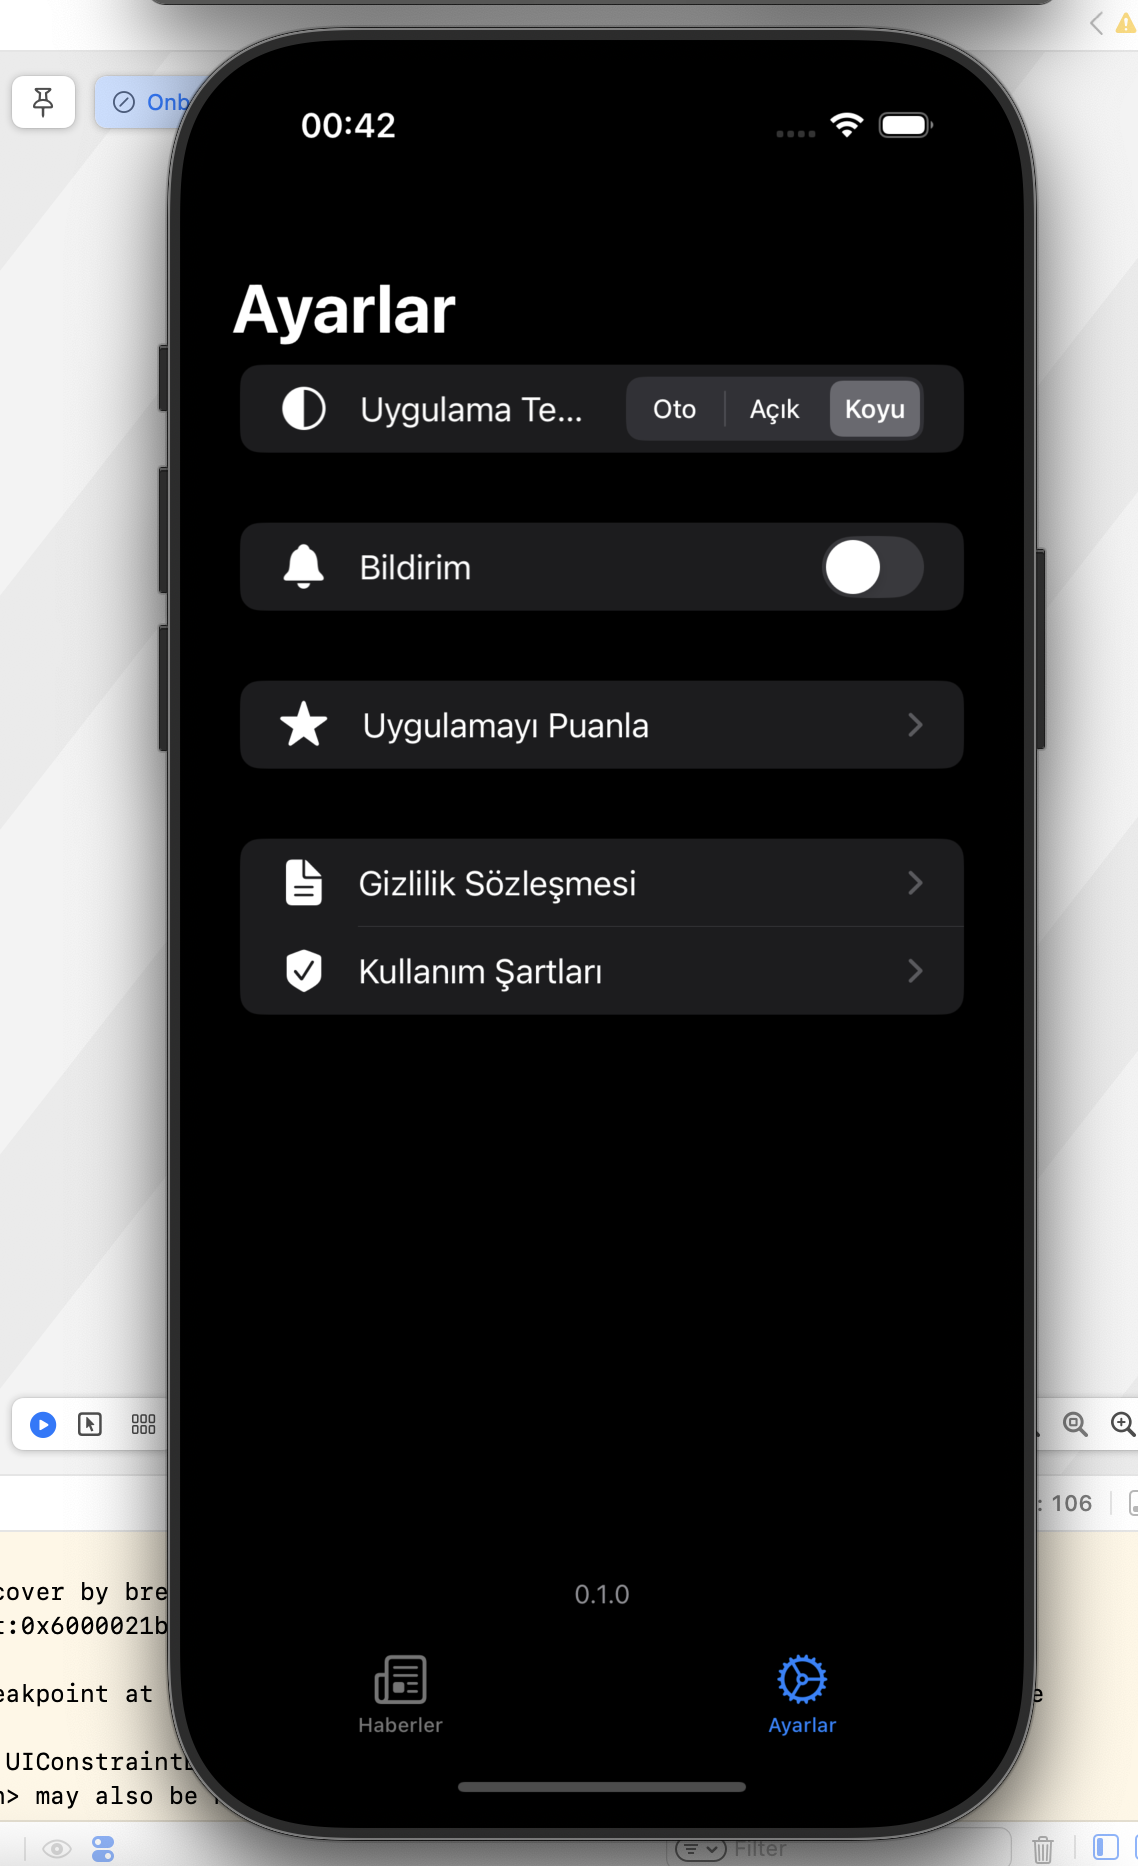 Onb
00:42
Ayarlar
Uygulama Te...
Oto
Açık
Koyu
Bildirim
Uygulamayı Puanla
Gizlilik Sözleşmesi
Kullanım Şartları
: 106
cover by bre
t:0x6000021b
eakpoint at
e
UIConstraint
> may also be
0.1.0
Haberler
Ayarlar
Filter